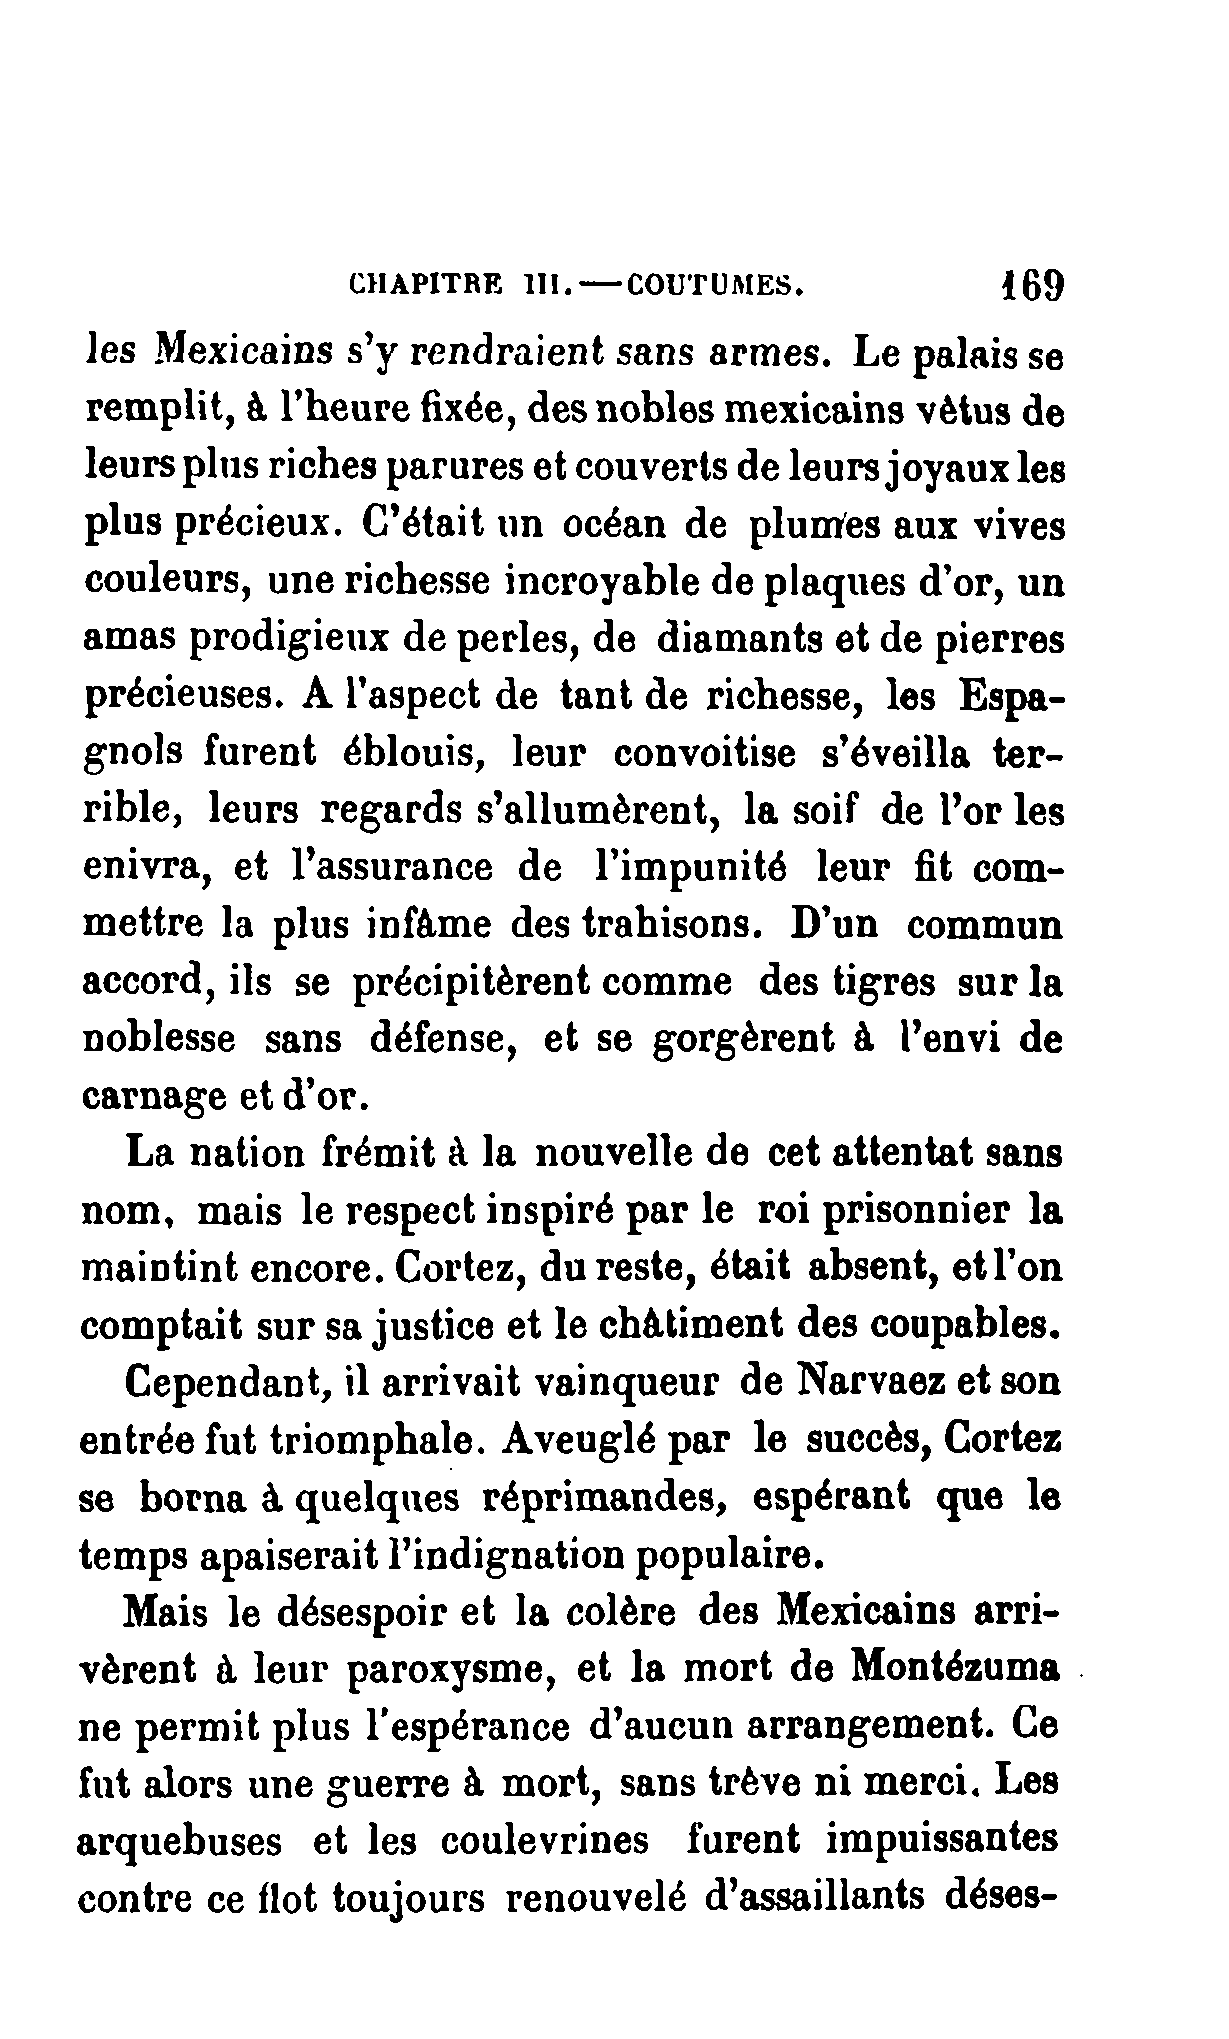 CHAPITRE III.—COUTUMES. 169
les Mexicains s'y rendraient sans armes. Le palais se
remplit, à l'heure fixée, des nobles mexicains vêtus de
leurs plus riches parures et couverts de leurs joyaux les
plus précieux. C'était un océan de plumes aux vives
couleurs, une richesse incroyable de plaques d'or, un
amas prodigieux de perles, de diamants et de pierres
précieuses. A l'aspect de tant de richesse, les Espa-
gnols furent éblouis, leur convoitise s'éveilla ter-
rible, leurs regards s'allumèrent, la soif de l'or les
enivra, et l'assurance de l'impunité leur fit com-
mettre la plus infâme des trahisons. D'un commun
accord, ils se précipitèrent comme des tigres sur la
noblesse sans défense, et se gorgèrent à l'envi de
carnage et d'or.
La nation frémit à la nouvelle de cet attentat sans
nom, mais le respect inspiré par le roi prisonnier la
maintint encore. Cortez, du reste, était absent, et l'on
comptait sur sa justice et le châtiment des coupables.
Cependant, il arrivait vainqueur de Narvaez et son
entrée fut triomphale. Aveuglé par le succès, Cortez
se borna à quelques réprimandes, espérant que le
temps apaiserait l'indignation populaire.
Mais le désespoir et la colère des Mexicains arri-
vèrent à leur paroxysme, et la mort de Montézuma
ne permit plus l'espérance d'aucun arrangement. Ce
fut alors une guerre à mort, sans trêve ni merci. Les
arquebuses et les coulevrines furent impuissantes
contre ce flot toujours renouvelé d'assaillants déses-